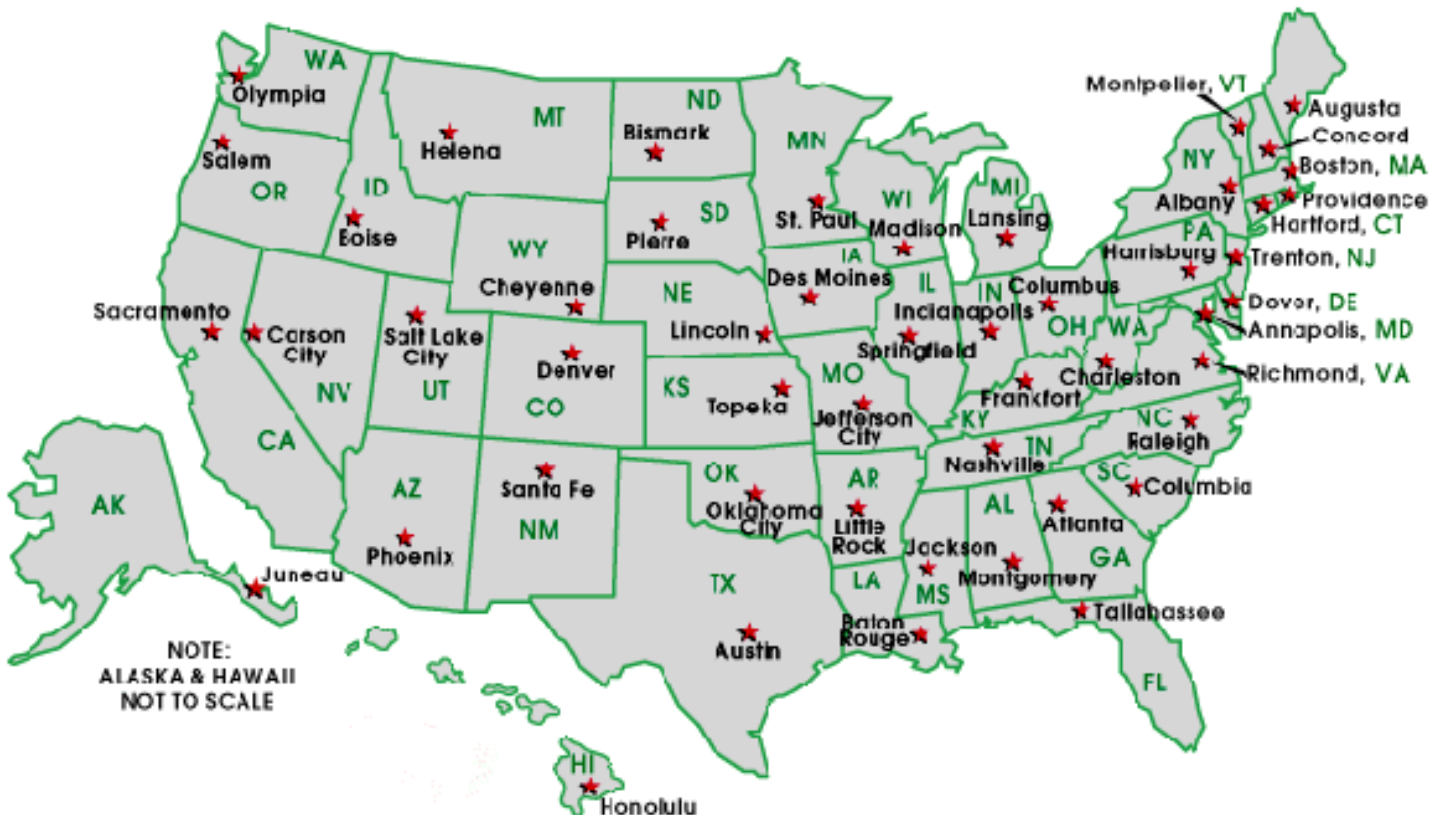 WA
Olympia
MT
ND
Montpelier, VT
Augusta
Concord
Bismark
Helena
MN
NY
Boston, MA
Salem
OR
ID
SD
WI
MI
Albany
Providence
Boise
Pierre
St. Paul
Madison
Lansing
Hartford, CT
WY
IA
PA
Harrisburg
Trenton, NJ
Cheyenne
NE
Des Moines
IL
IN
Columbus
Dover, DE
Sacramento
Carson
City
Salt Lake
City
Lincoln
Indianapolis
OH
WA
Annapolis, MD
Denver
Springfield
NV
UT
CO
KS
Topeka
MO
Jefferson
City
Frankfort
Charleston
Richmond, VA
KY
CA
NC
Raleigh
Nashville
TN
AK
AZ
Santa Fe
OK
AR
SC
Columbia
NM
Oklahoma
City
Little
Rock
AL
Atlanta
Phoenix
Jackson
GA
Juneau
TX
LA
MS
Montgomery
Tallahassee
Baton
Rouge
Austin
FL
NOTE:
ALASKA & HAWAII
NOT TO SCALE
HI
Honolulu